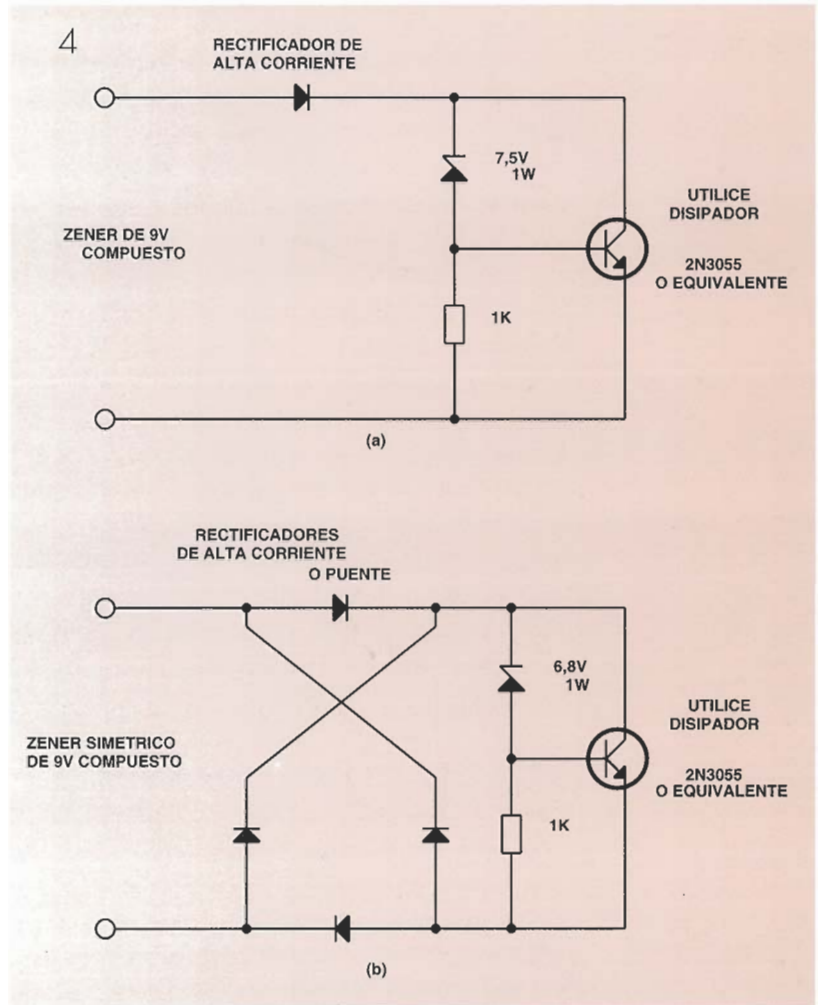 4
RECTIFICADOR DE
ALTA CORRIENTE
7,5V
1W
UTILICE
DISIPADOR
ZENER DE 9V
COMPUESTO
2N3055
O EQUIVALENTE
1K
(a)
RECTIFICADORES
DE ALTA CORRIENTE
O PUENTE
6,8V
1W
UTILICE
DISIPADOR
ZENER SIMETRICO
DE 9V COMPUESTO
2N3055
O EQUIVALENTE
1K
(b)